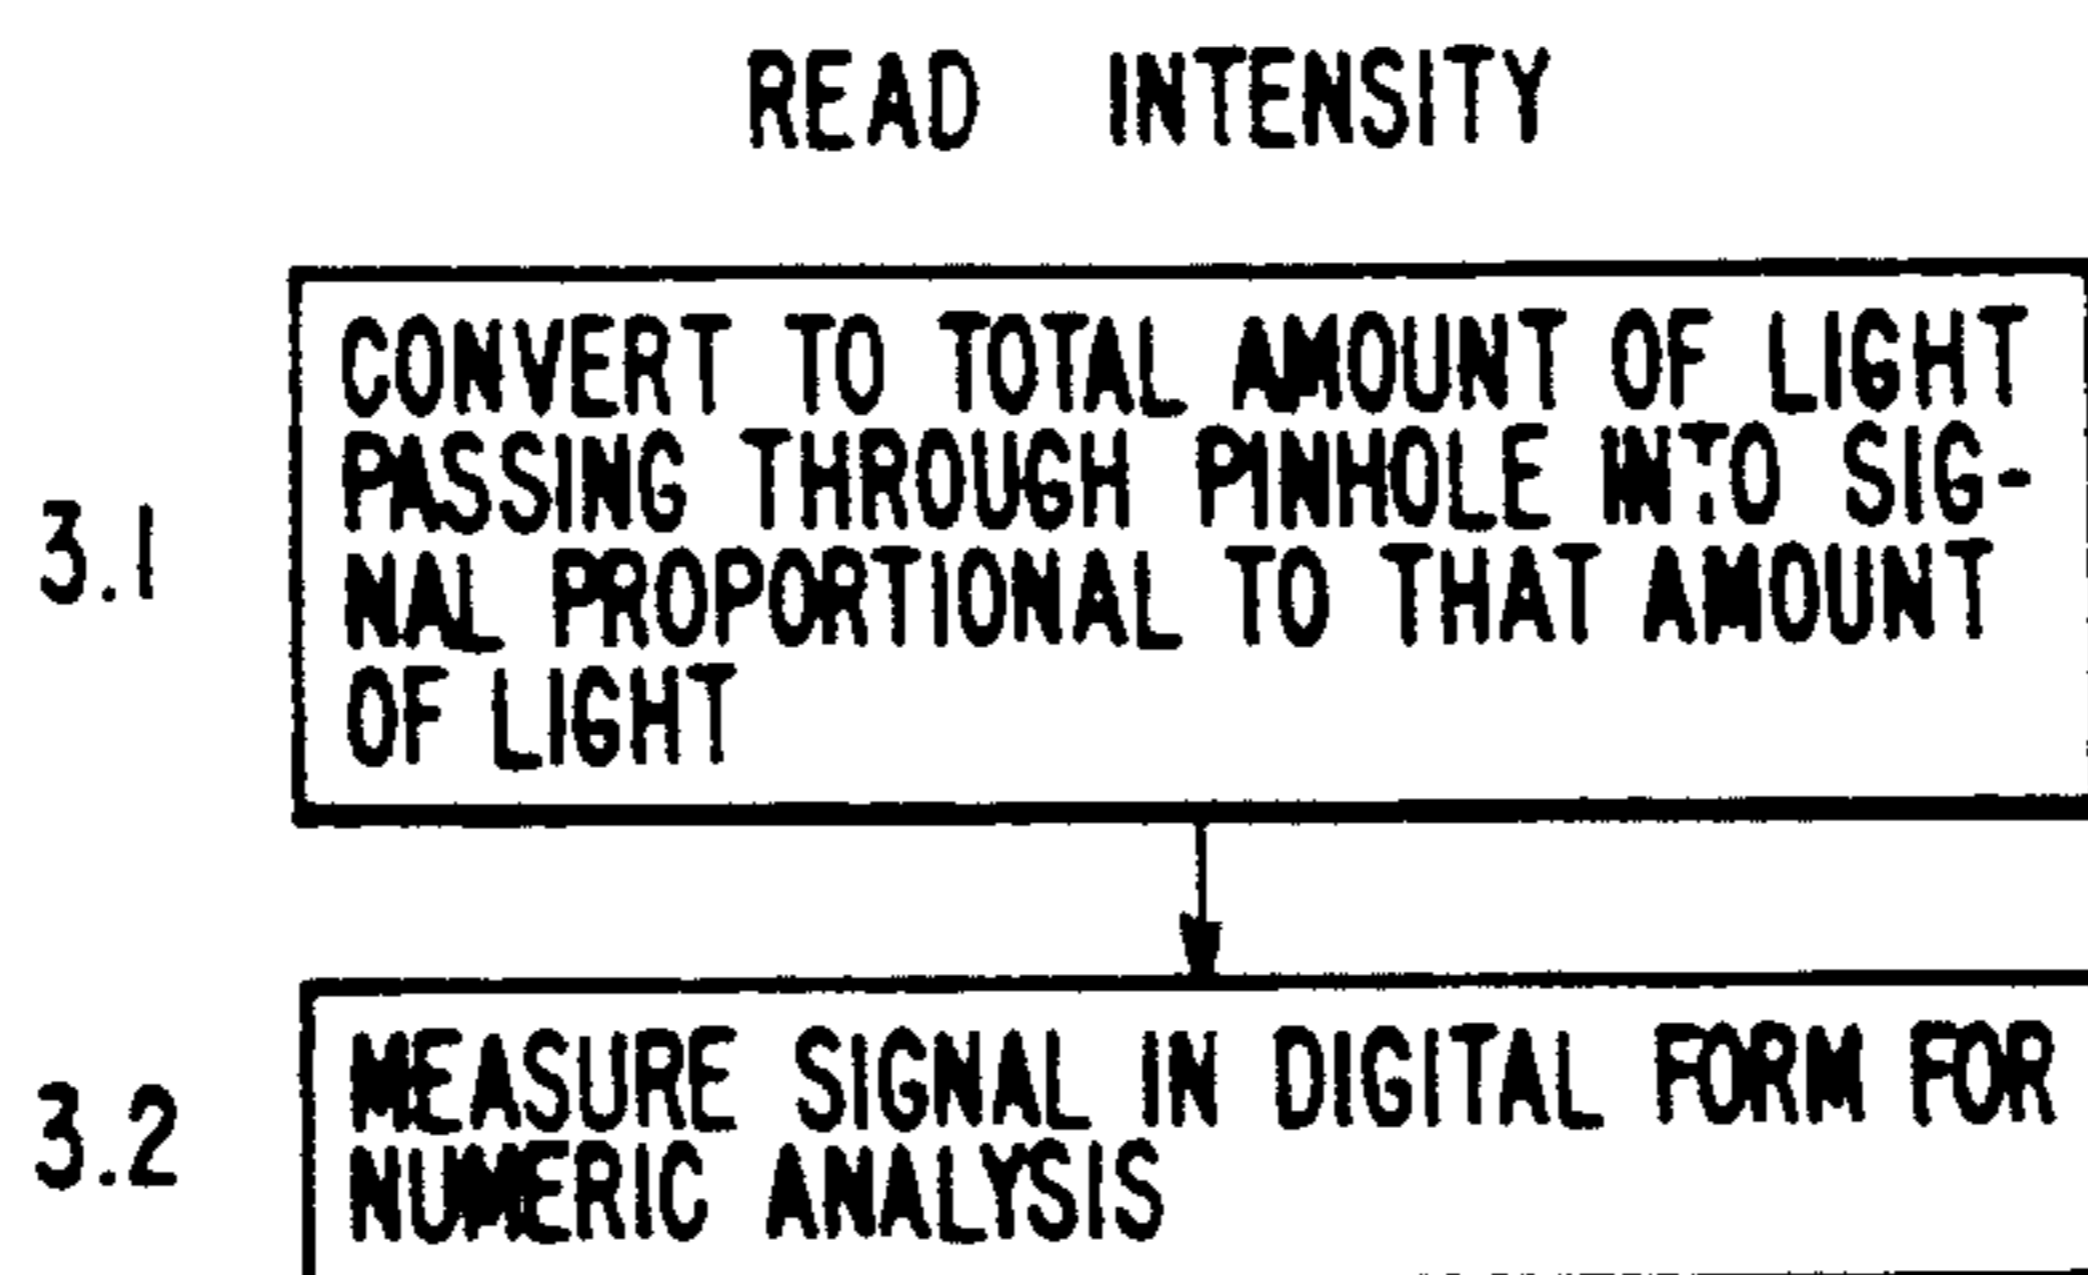 READ INTENSITY
CONVERT TO TOTAL AMOUNT OF LIGHT
PASSING THROUGH PINHOLE INTO SIG-
3.1
NAL PROPORTIONAL TO THAT AMOUNT
OF LIGHT
MEASURE SIGNAL IN DIGITAL FORM FOR
3.2
NUMERIC ANALYSIS